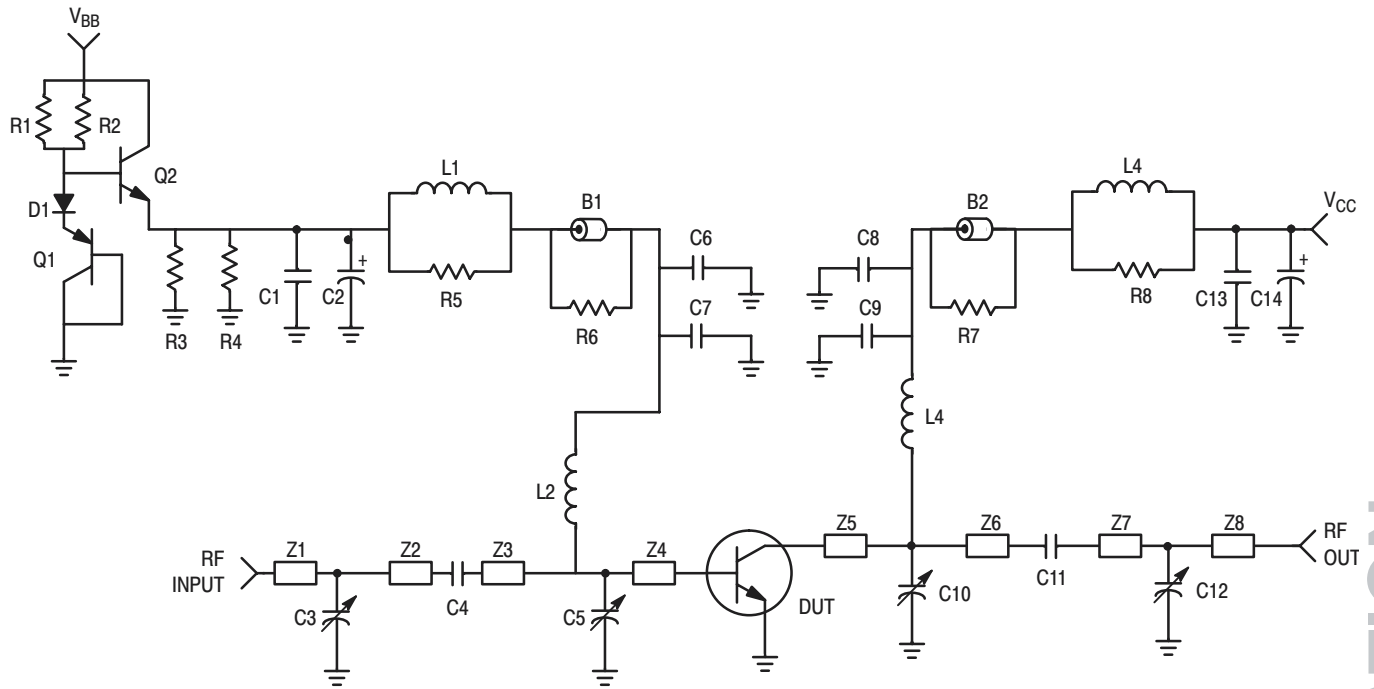 VBB
R1
R2
Q2
D1
Q1
R3
R4
C1
C2
+
L1
R5
B1
R6
C6
C7
C8
C9
B2
R7
L4
R8
VCC
C13
C14
+
L2
L4
RF
INPUT
Z1
C3
Z2
C4
Z3
C5
Z4
DUT
Z5
C10
Z6
C11
Z7
C12
Z8
RF
OUT